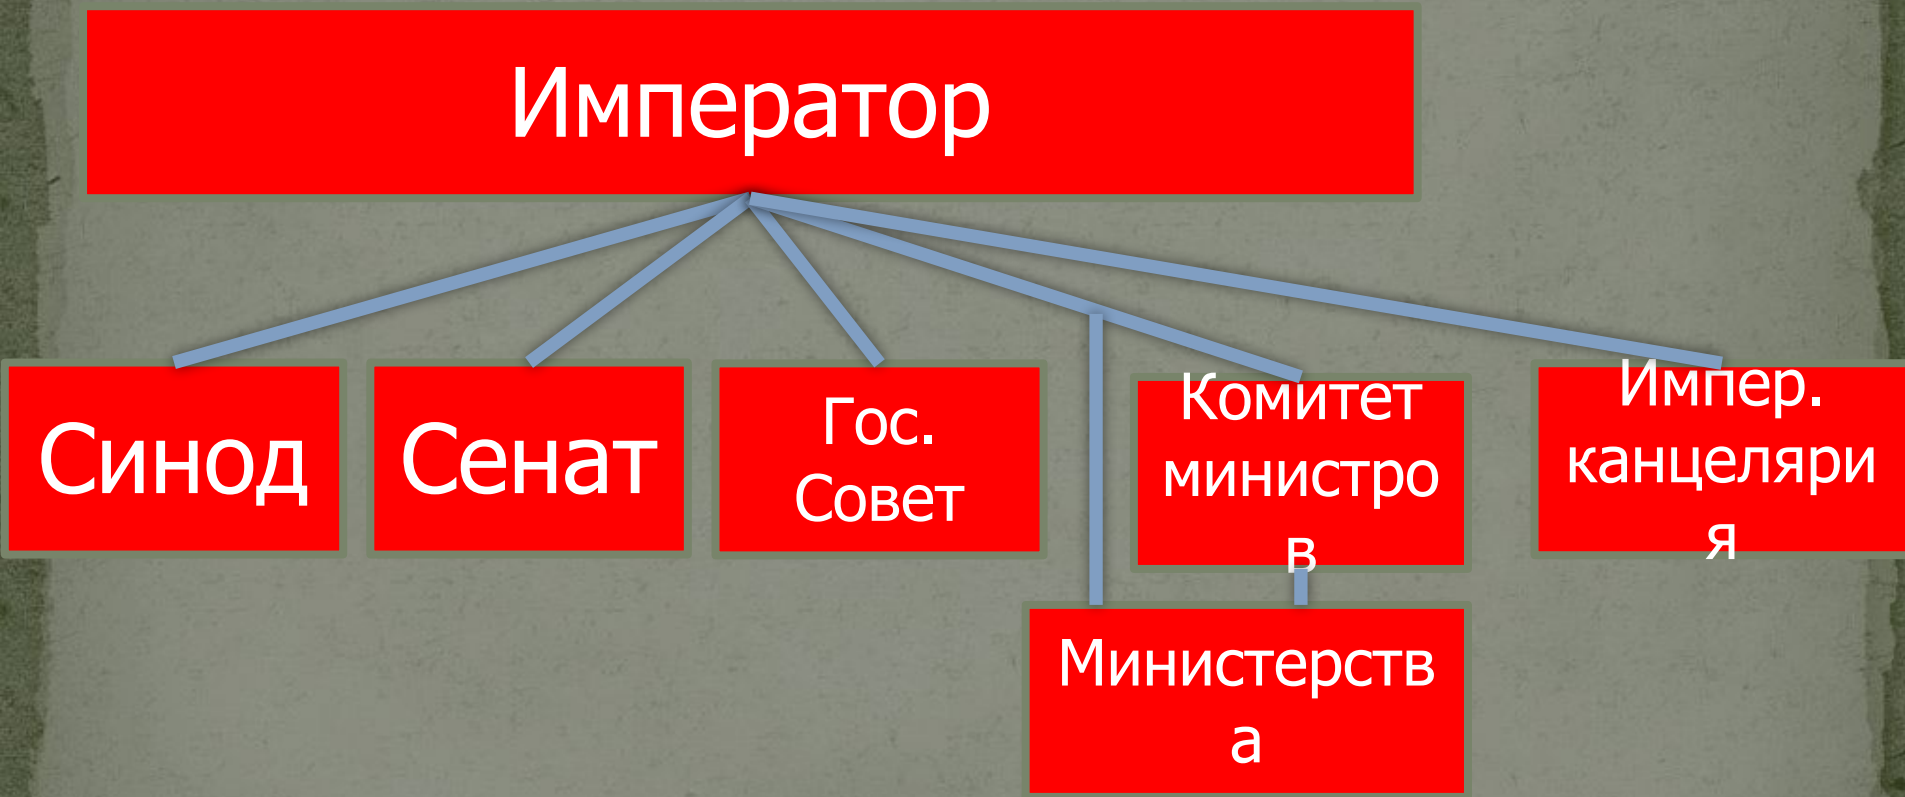 Император
Синод
Сенат
Гос.
Совет
Комитет
министро
в
Импер.
канцеляри
я
Министерств
а